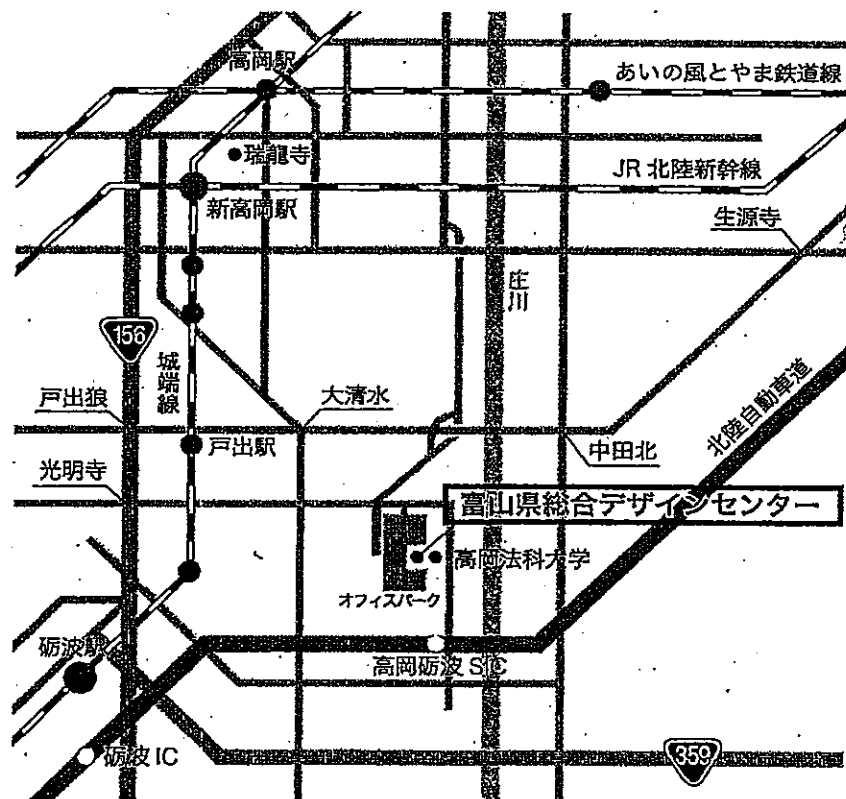 高岡駅
あいの風とやま鉄道線
瑞龍寺
JR 北陸新幹線
新高岡駅
生源寺
庄川
156
城端線
戸出狼
大清水
北陸自動車道
戸出駅
中田北
光明寺
富山県総合デザインセンター
高岡法科大学
オフィスパーク
砺波駅
高岡砺波 SIC
砺波 IC
359